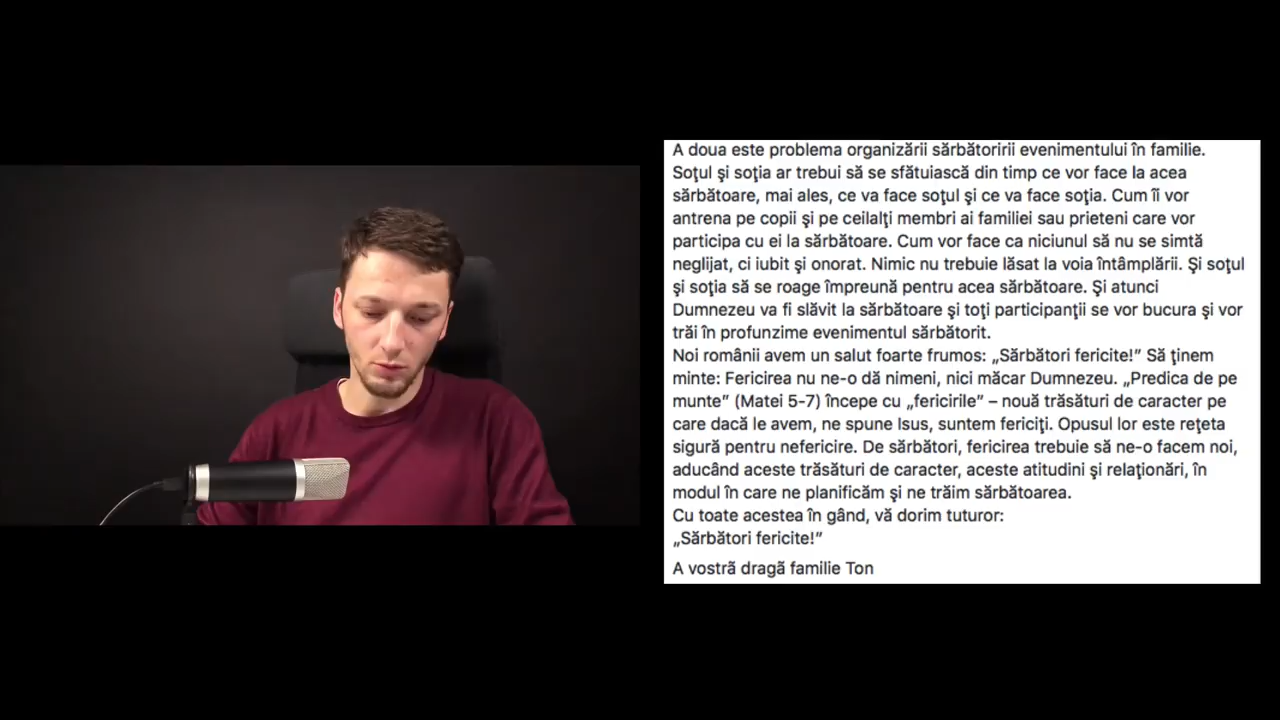 A doua este problema organizării sărbătoririi evenimentului în familie.
Soţul şi soţia ar trebui să se sfătuiască din timp ce vor face la acea
sărbătoare, mai ales, ce va face soţul şi ce va face soţia. Cum îi vor
antrena pe copii şi pe ceilalţi membri ai familiei sau prieteni care vor
participa cu ei la sărbătoare. Cum vor face ca niciunul să nu se simtă
neglijat, ci iubit şi onorat. Nimic nu trebuie lăsat la voia întâmplării. Şi soţul
şi soţia să se roage împreună pentru acea sărbătoare. Şi atunci
Dumnezeu va fi slăvit la sărbătoare şi toţi participanţii se vor bucura şi vor
trăi în profunzime evenimentul sărbătorit.
Noi românii avem un salut foarte frumos: „Sărbători fericite!” Să ţinem
minte: Fericirea nu ne-o dă nimeni, nici măcar Dumnezeu. „Predica de pe
munte” (Matei 5-7) începe cu „fericirile” – nouă trăsături de caracter pe
care dacă le avem, ne spune Isus, suntem fericiţi. Opusul lor este reţeta
sigură pentru nefericire. De sărbători, fericirea trebuie să ne-o facem noi,
aducând aceste trăsături de caracter, aceste atitudini şi relaţionări, în
modul în care ne planificăm şi ne trăim sărbătoarea.
Cu toate acestea în gând, vă dorim tuturor:
„Sărbători fericite!”
A vostră dragă familie Ton